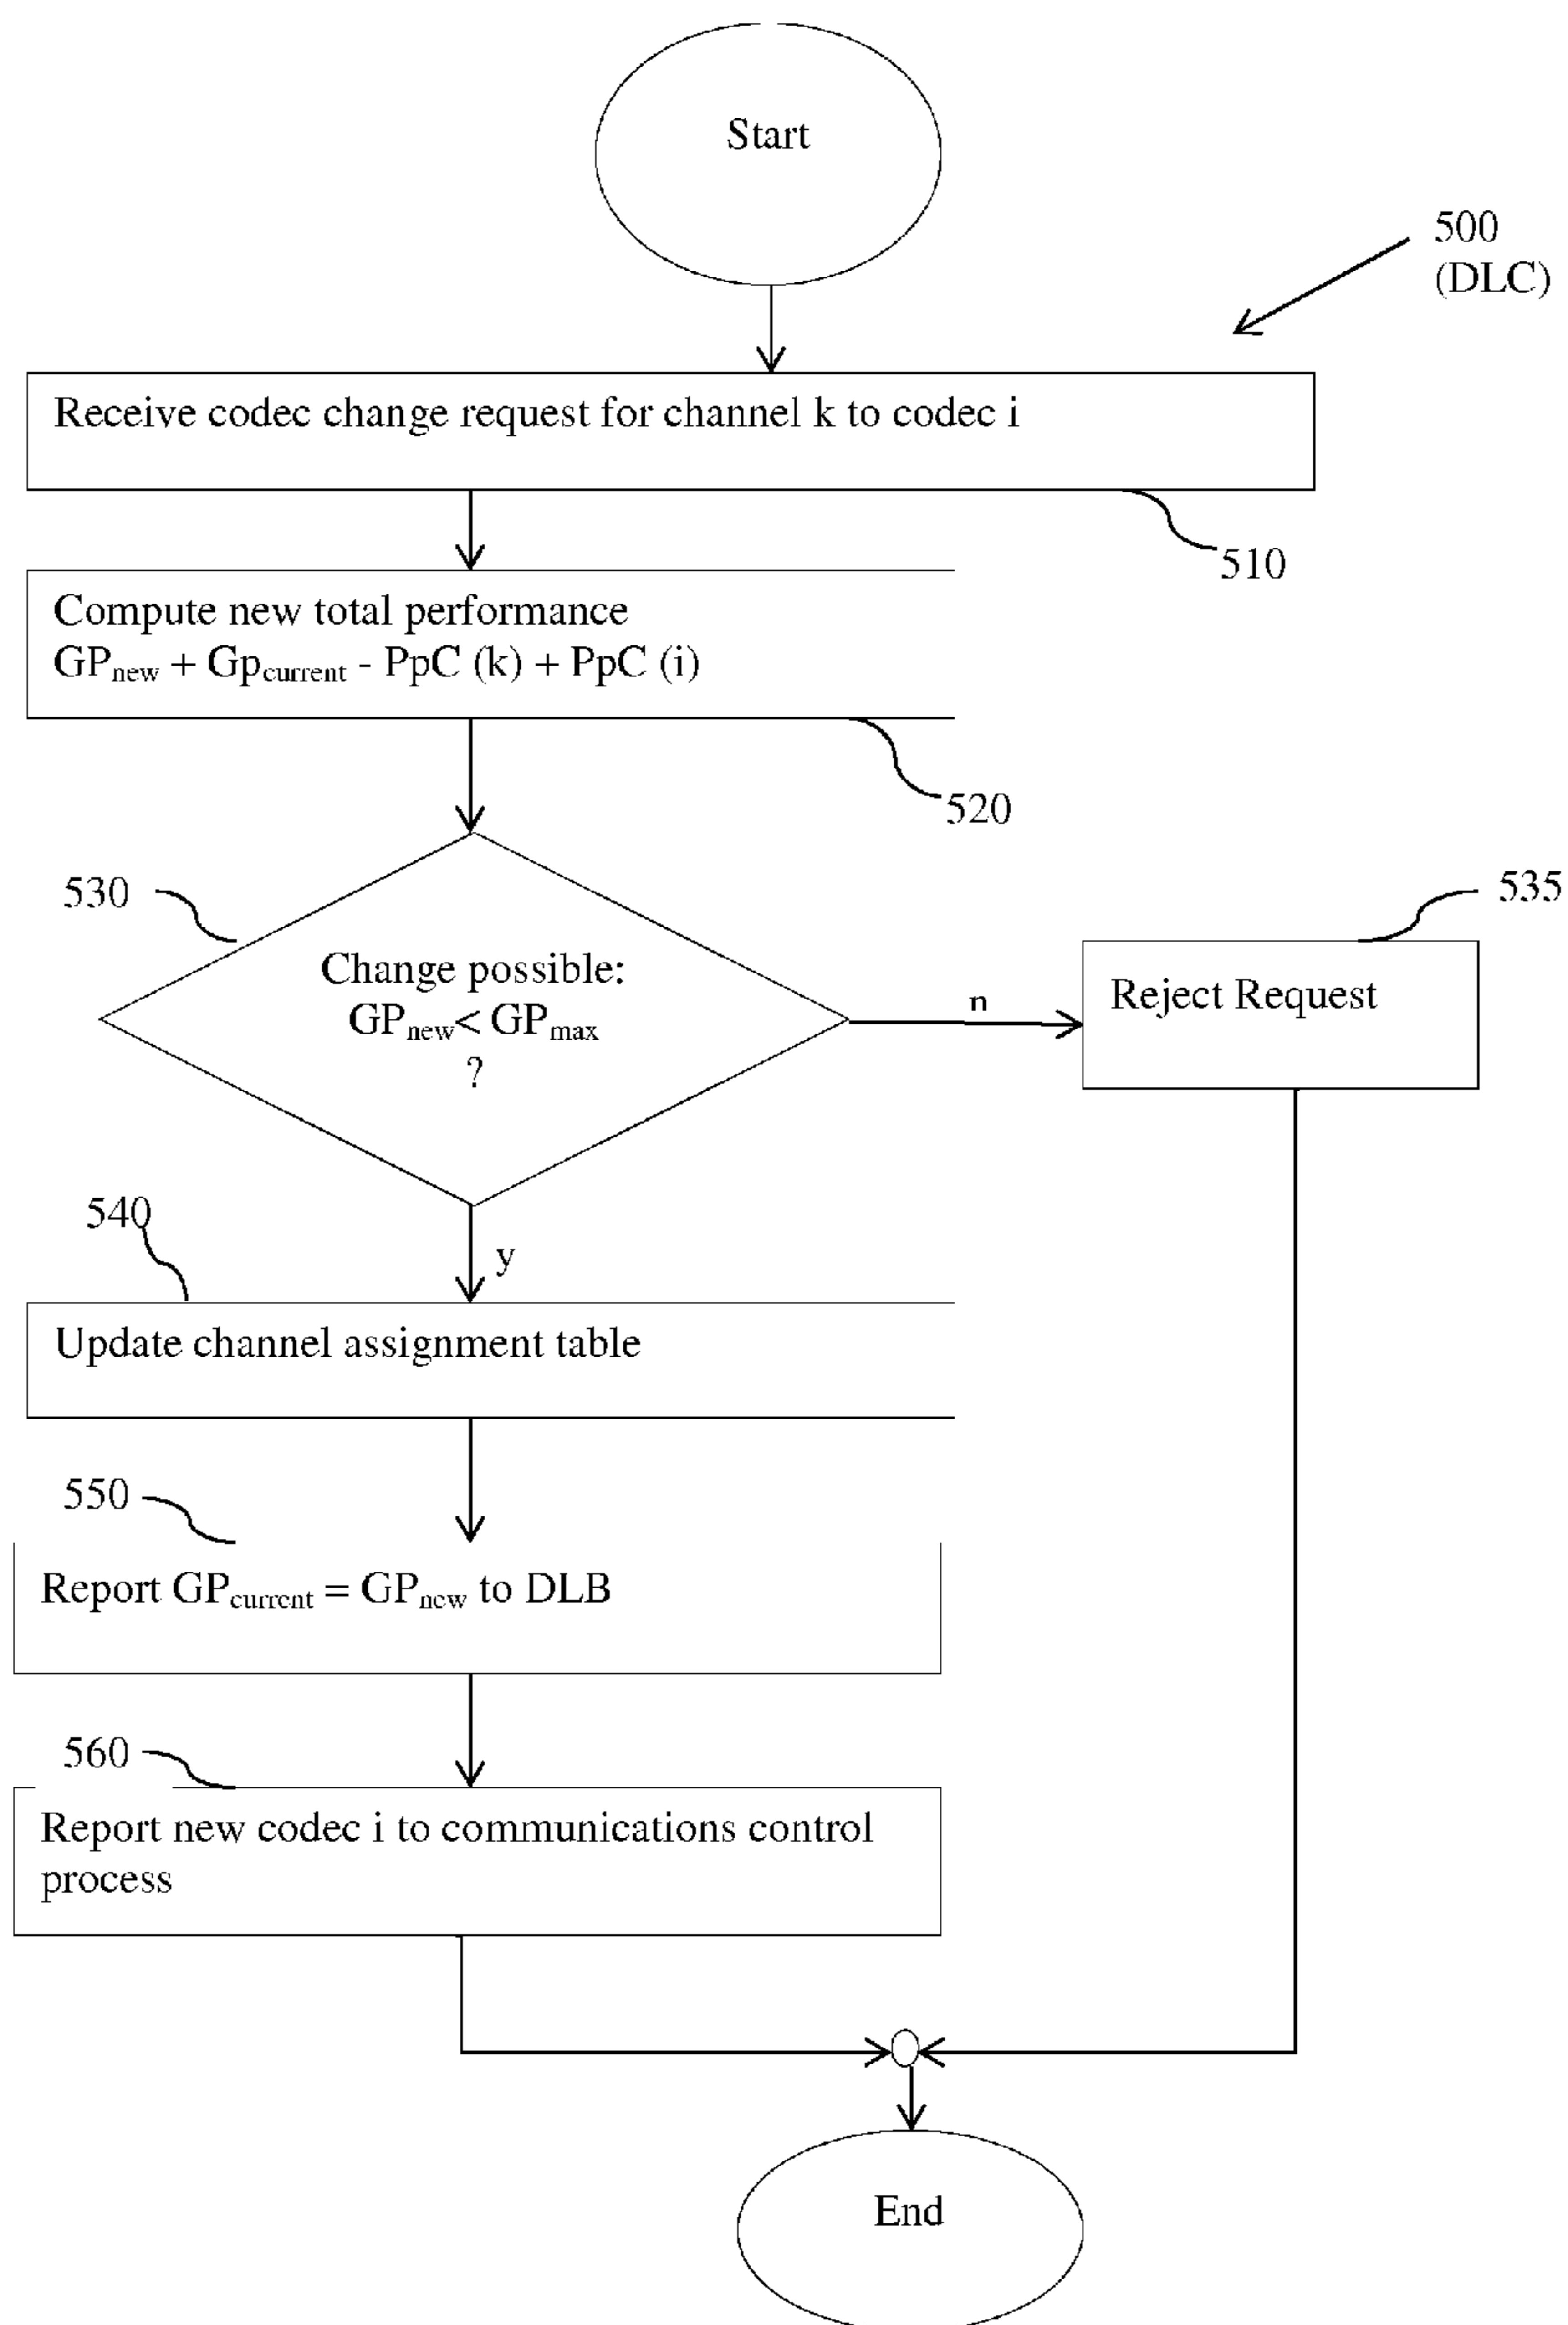 Start
500
(DLC)
Receive codec change request for channel k to codec i
510
Compute new total performance
GPnew + Gpcurrent - PpC (k) + PpC (i)
520
530
535
Change possible:
GPnew< GPmax
?
n
Reject Request
540
y
Update channel assignment table
550
Report GPcurrent = GPnew to DLB
560
Report new codec i to communications control
process
End